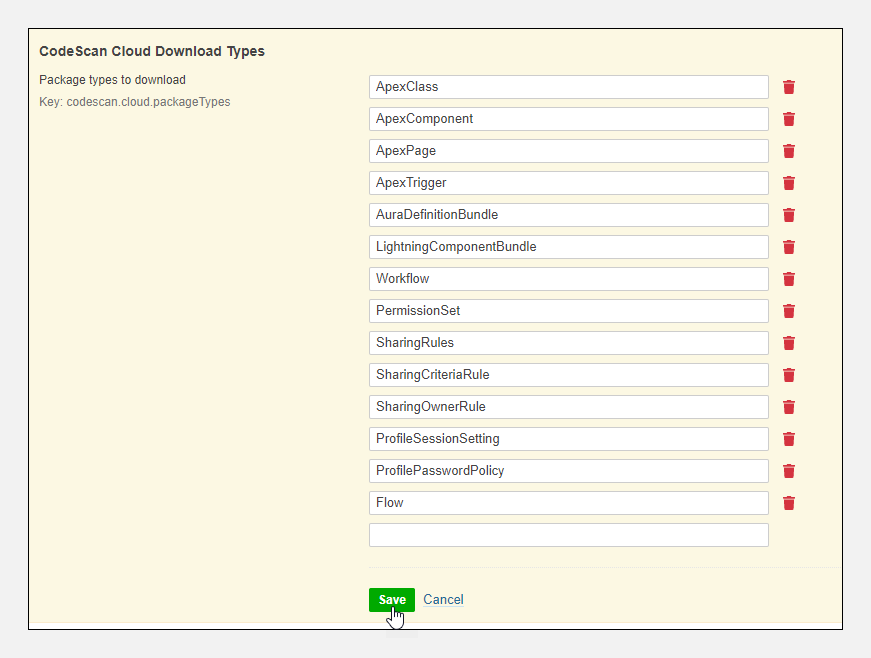 CodeScan Cloud Download Types
Package types to download
Key: codescan.cloud.packageTypes
ApexClass
ApexComponent
ApexPage
ApexTrigger
AuraDefinitionBundle
LightningComponentBundle
Workflow
PermissionSet
SharingRules
SharingCriteriaRule
SharingOwnerRule
ProfileSessionSetting
ProfilePasswordPolicy
Flow
Save Cancel